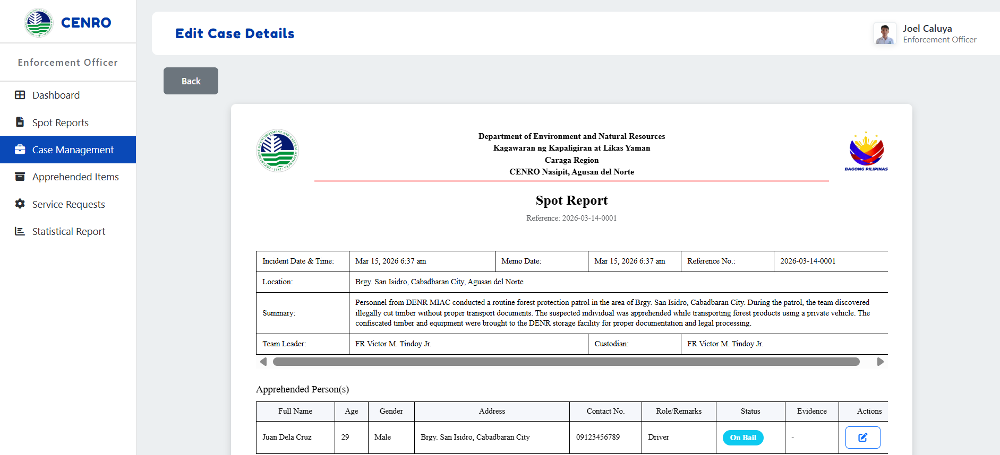 CENRO
Enforcement Officer
Dashboard
Spot Reports
Case Management
Apprehended Items
Service Requests
Statistical Report
Edit Case Details
Joel Caluya
Enforcement Officer
Back
DEPARTMENT OF ENVIRONMENT AND NATURAL RESOURCES
1987
Department of Environment and Natural Resources
Kagawaran ng Kapaligiran at Likas Yaman
Caraga Region
CENRO Nasipit, Agusan del Norte
BAGONG PILIPINAS
Spot Report
Reference: 2026-03-14-0001
Incident Date & Time: Mar 15, 2026 6:37 am Memo Date: Mar 15, 2026 6:37 am Reference No.: 2026-03-14-0001
Location: Brgy. San Isidro, Cabadbaran City, Agusan del Norte
Summary: Personnel from DENR MIAC conducted a routine forest protection patrol in the area of Brgy. San Isidro, Cabadbaran City. During the patrol, the team discovered
illegally cut timber without proper transport documents. The suspected individual was apprehended while transporting forest products using a private vehicle. The
confiscated timber and equipment were brought to the DENR storage facility for proper documentation and legal processing.
Team Leader: FR Victor M. Tindoy Jr. Custodian: FR Victor M. Tindoy Jr.
Apprehended Person(s)
Full Name Age Gender Address Contact No. Role/Remarks Status Evidence Actions
Juan Dela Cruz 29 Male Brgy. San Isidro, Cabadbaran City 09123456789 Driver On Bail -